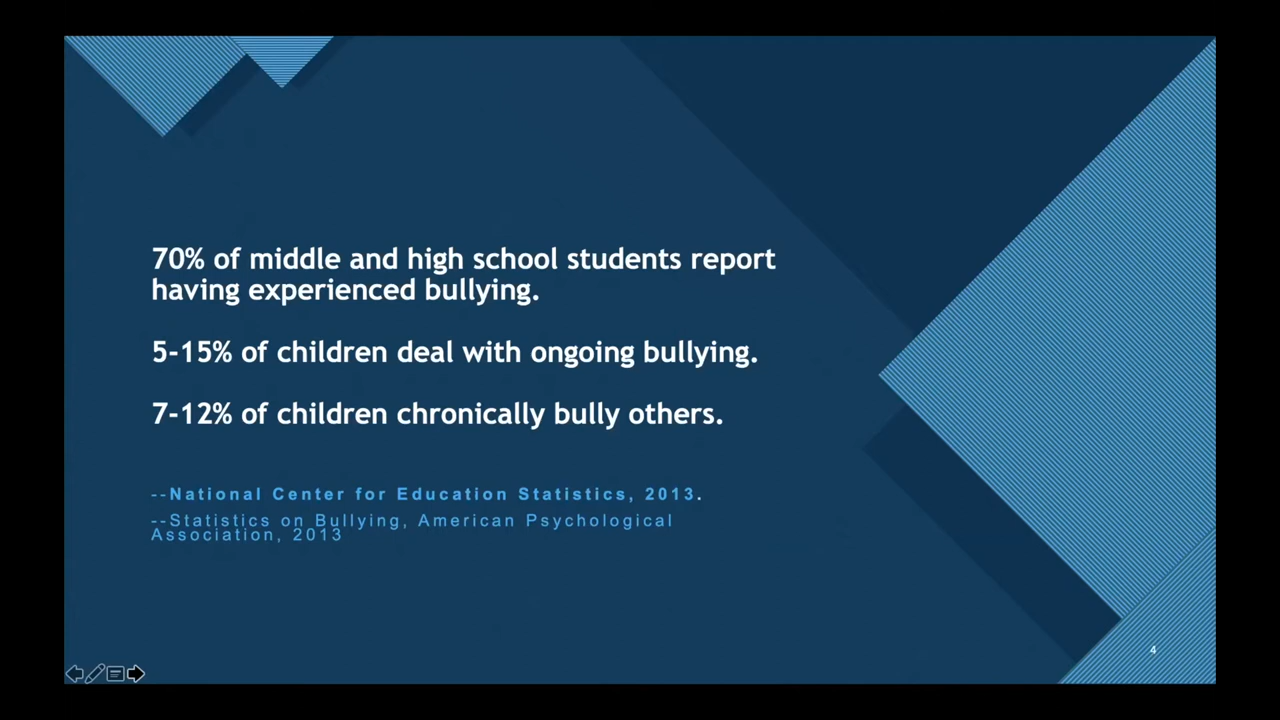 70% of middle and high school students report
having experienced bullying.
5-15% of children deal with ongoing bullying.
7-12% of children chronically bully others.
--National Center for Education Statistics, 2013.
--Statistics on Bullying, American Psychological
Association, 2013
4